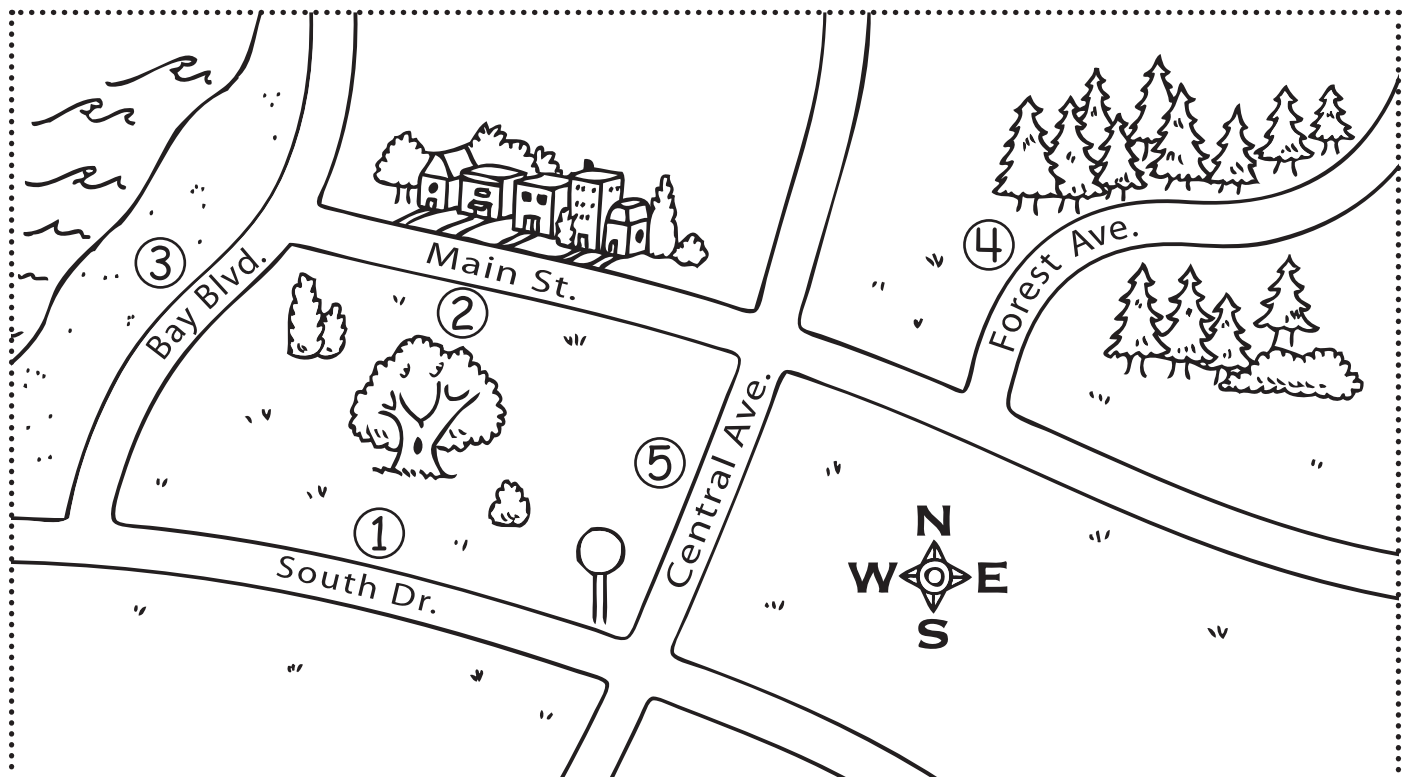 Main St.
4
Forest Ave.
3
Bay Blvd.
2
5
Central Ave.
1
South Dr.
N
W E
S